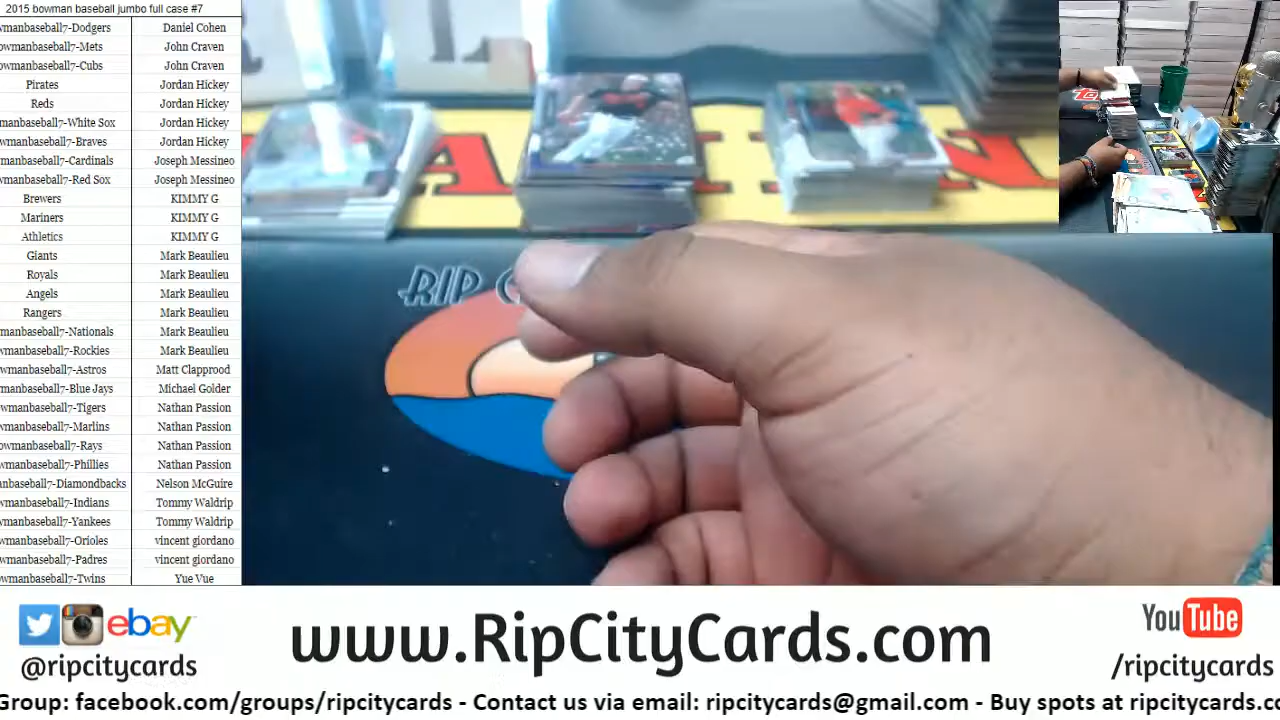 2015 bowman baseball jumbo full case #7
wmanbaseball7-Dodgers Daniel Cohen
owmanbaseball7-Mets John Craven
owmanbaseball7-Cubs John Craven
Pirates Jordan Hickey
Reds Jordan Hickey
manbaseball7-White Sox Jordan Hickey
wmanbaseball7-Braves Jordan Hickey
manbaseball7-Cardinals Joseph Messineo
wmanbaseball7-Red Sox Joseph Messineo
Brewers KIMMY G
Mariners KIMMY G
Athletics KIMMY G
Giants Mark Beaulieu
Royals Mark Beaulieu
Angels Mark Beaulieu
Rangers Mark Beaulieu
manbaseball7-Nationals Mark Beaulieu
wmanbaseball7-Rockies Mark Beaulieu
wmanbaseball7-Astros Matt Clapprood
manbaseball7-Blue Jays Michael Golder
wmanbaseball7-Tigers Nathan Passion
wmanbaseball7-Marlins Nathan Passion
owmanbaseball7-Rays Nathan Passion
wmanbaseball7-Phillies Nathan Passion
anbaseball7-Diamondbacks Nelson McGuire
wmanbaseball7-Indians Tommy Waldrip
wmanbaseball7-Yankees Tommy Waldrip
wmanbaseball7-Orioles vincent giordano
wmanbaseball7-Padres vincent giordano
wmanbaseball7-Twins Yue Vue
RIP C
ebay
@ripcitycards
www.RipCityCards.com
YouTube
/ripcitycards
Group: facebook.com/groups/ripcitycards - Contact us via email: ripcitycards@gmail.com - Buy spots at ripcitycards.co